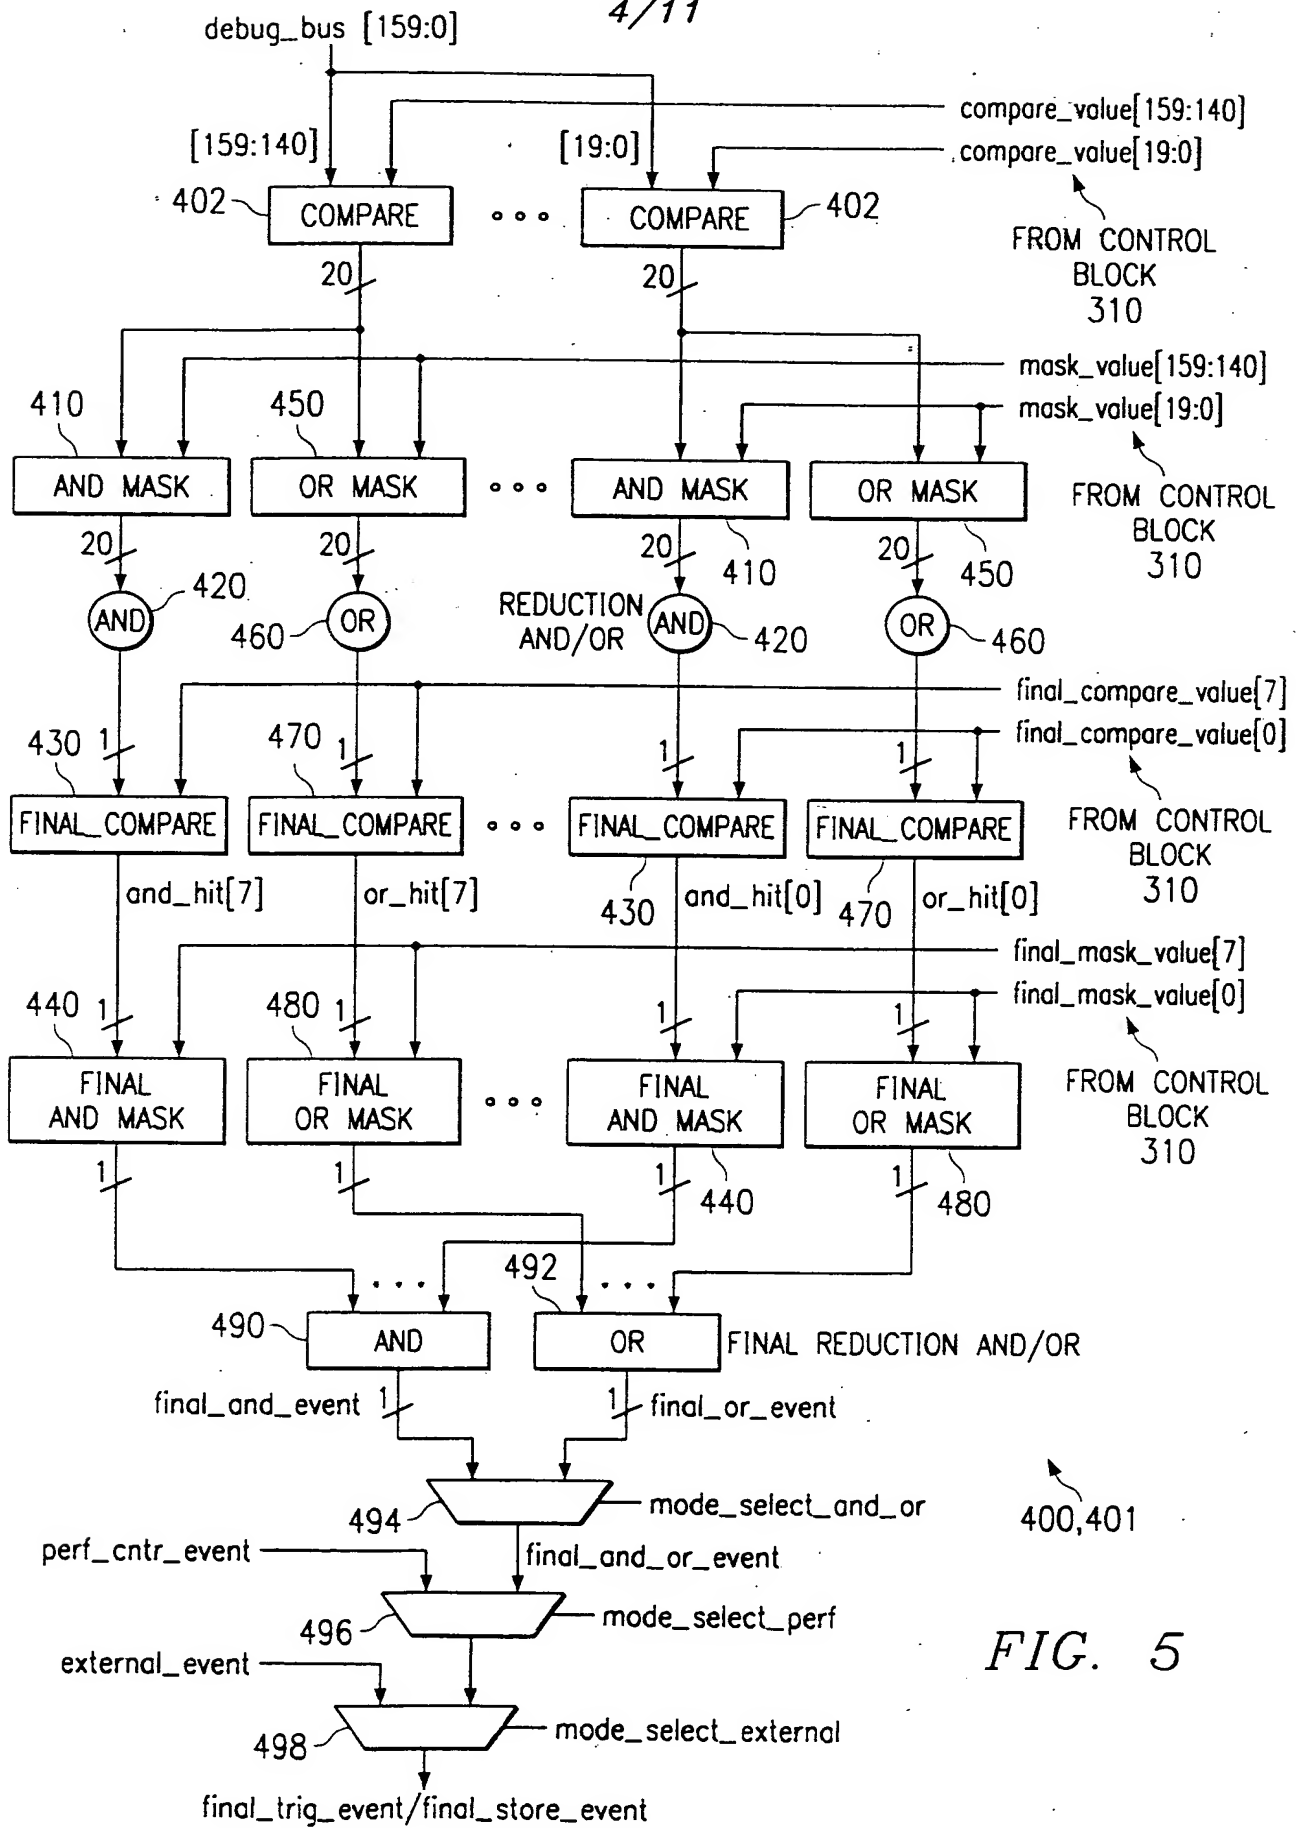 4/11
debug_bus [159:0]
compare_value[159:140]
[159:140]
[19:0]
compare_value[19:0]
402
COMPARE
COMPARE
402
FROM CONTROL
BLOCK
310
20
20
mask_value[159:140]
410
450
mask_value[19:0]
AND MASK
OR MASK
AND MASK
OR MASK
FROM CONTROL
BLOCK
310
20
20
20
410
20
450
420
AND
460
OR
REDUCTION
AND/OR
AND
420
OR
460
final_compare_value[7]
final_compare_value[0]
430
1
470
1
1
1
FINAL_COMPARE
FINAL_COMPARE
FINAL_COMPARE
FINAL_COMPARE
FROM CONTROL
BLOCK
310
and_hit[7]
or_hit[7]
430
and_hit[0]
470
or_hit[0]
final_mask_value[7]
final_mask_value[0]
440
1
480
1
1
1
FINAL
AND MASK
FINAL
OR MASK
FINAL
AND MASK
FINAL
OR MASK
FROM CONTROL
BLOCK
310
1
1
1
440
1
480
490
AND
492
OR
FINAL REDUCTION AND/OR
final_and_event
1
1
final_or_event
494
mode_select_and_or
400,401
perf_cntr_event
final_and_or_event
496
mode_select_perf
external_event
FIG. 5
498
mode_select_external
final_trig_event/final_store_event